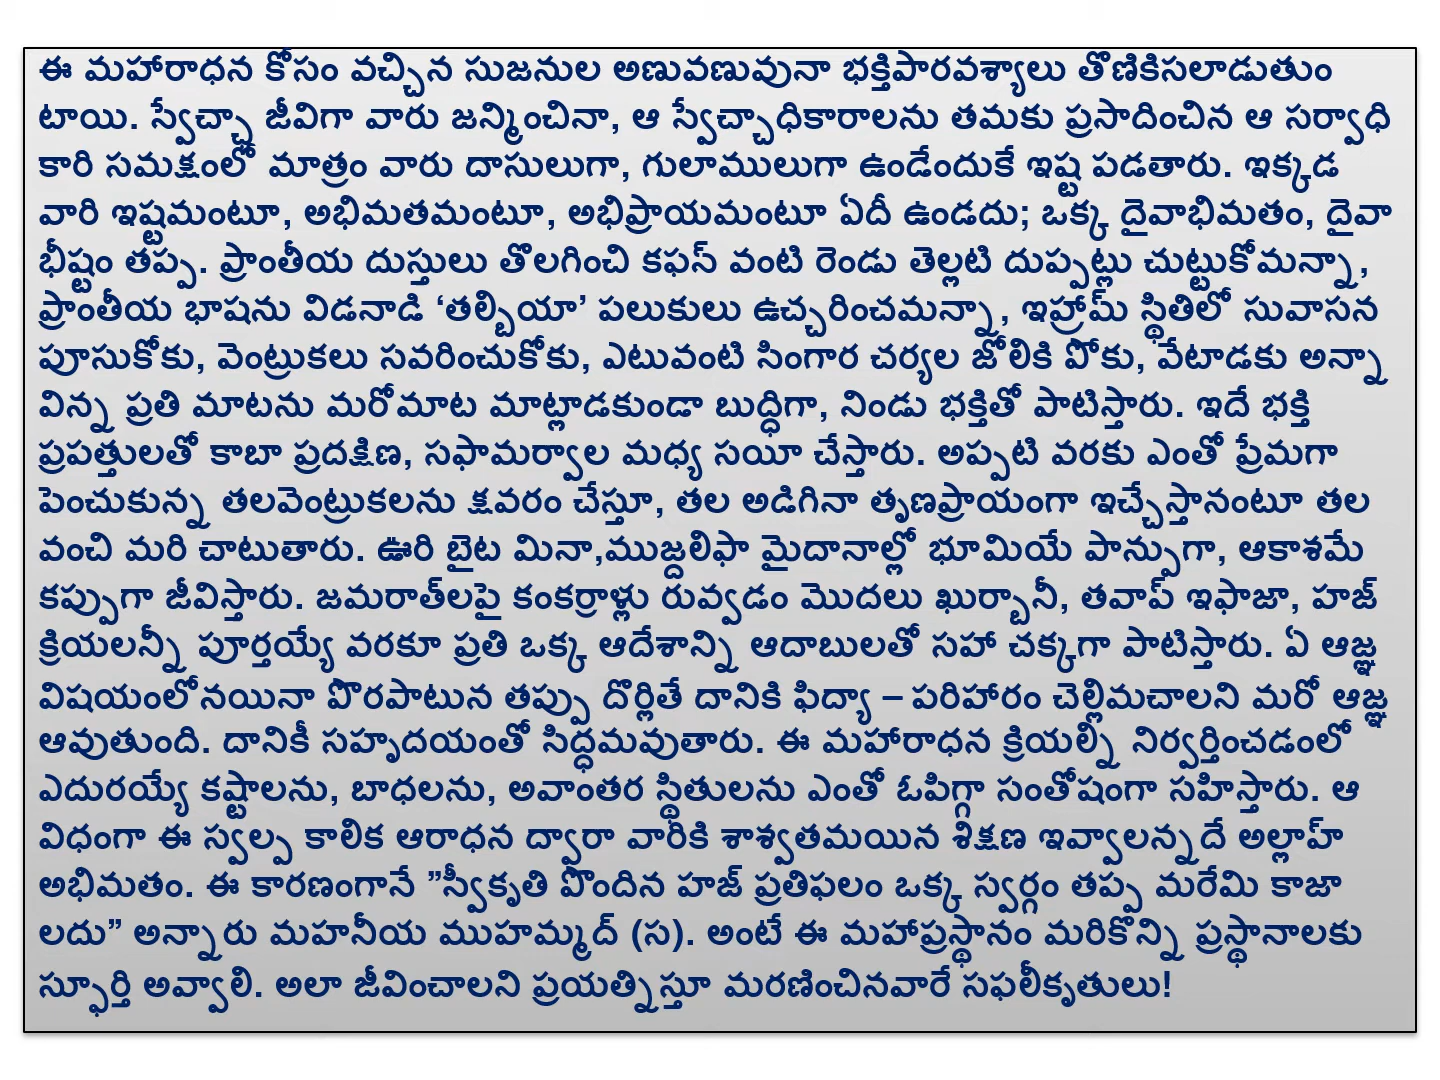 ఈ మహారాధన కోసం వచ్చిన సుజనుల అణువణువునా భక్తిపారవశ్యాలు తొణికిసలాడుతుం
టాయి. స్వేచ్ఛా జీవిగా వారు జన్మించినా, ఆ స్వేచ్చాధికారాలను తమకు ప్రసాదించిన ఆ సర్వాధి
కారి సమక్షంలో మాత్రం వారు దాసులుగా, గులాములుగా ఉండేందుకే ఇష్ట పడతారు. ఇక్కడ
వారి ఇష్టమంటూ, అభిమతమంటూ, అభిప్రాయమంటూ ఏదీ ఉండదు; ఒక్క దైవాభిమతం, దైవా
భీష్టం తప్ప. ప్రాంతీయ దుస్తులు తొలగించి కఫన్ వంటి రెండు తెల్లటి దుప్పట్లు చుట్టుకోమన్నా,
ప్రాంతీయ భాషను విడనాడి ‘తల్బియా’ పలుకులు ఉచ్చరించమన్నా, ఇహ్రామ్ స్థితిలో సువాసన
పూసుకోకు, వెంట్రుకలు సవరించుకోకు, ఎటువంటి సింగార చర్యల జోలికి పోకు, వేటాడకు అన్నా
విన్న ప్రతి మాటను మరోమాట మాట్లాడకుండా బుద్ధిగా, నిండు భక్తితో పాటిస్తారు. ఇదే భక్తి
ప్రపత్తులతో కాబా ప్రదక్షిణ, సఫామర్వాల మధ్య సయీ చేస్తారు. అప్పటి వరకు ఎంతో ప్రేమగా
పెంచుకున్న తలవెంట్రుకలను క్షవరం చేస్తూ, తల అడిగినా తృణప్రాయంగా ఇచ్చేస్తానంటూ తల
వంచి మరి చాటుతారు. ఊరి బైట మినా,ముజ్దలిఫా మైదానాల్లో భూమియే పాన్పుగా, ఆకాశమే
కప్పుగా జీవిస్తారు. జమరాత్‌లపై కంకర్రాళ్లు రువ్వడం మొదలు ఖుర్బానీ, తవాప్ ఇఫాజా, హజ్
క్రియలన్నీ పూర్తయ్యే వరకూ ప్రతి ఒక్క ఆదేశాన్ని ఆదాబులతో సహా చక్కగా పాటిస్తారు. ఏ ఆజ్ఞ
విషయంలోనయినా పొరపాటున తప్పు దొర్లితే దానికి ఫిద్యా – పరిహారం చెల్లిమచాలని మరో ఆజ్ఞ
ఆవుతుంది. దానికీ సహృదయంతో సిద్ధమవుతారు. ఈ మహారాధన క్రియల్ని నిర్వర్తించడంలో
ఎదురయ్యే కష్టాలను, బాధలను, అవాంతర స్థితులను ఎంతో ఓపిగ్గా సంతోషంగా సహిస్తారు. ఆ
విధంగా ఈ స్వల్ప కాలిక ఆరాధన ద్వారా వారికి శాశ్వతమయిన శిక్షణ ఇవ్వాలన్నదే అల్లాహ్
అభిమతం. ఈ కారణంగానే ”స్వీకృతి పొందిన హజ్ ప్రతిఫలం ఒక్క స్వర్గం తప్ప మరేమి కాజా
లదు” అన్నారు మహనీయ ముహమ్మద్ (స). అంటే ఈ మహాప్రస్థానం మరికొన్ని ప్రస్థానాలకు
స్ఫూర్తి అవ్వాలి. అలా జీవించాలని ప్రయత్నిస్తూ మరణించినవారే సఫలీకృతులు!